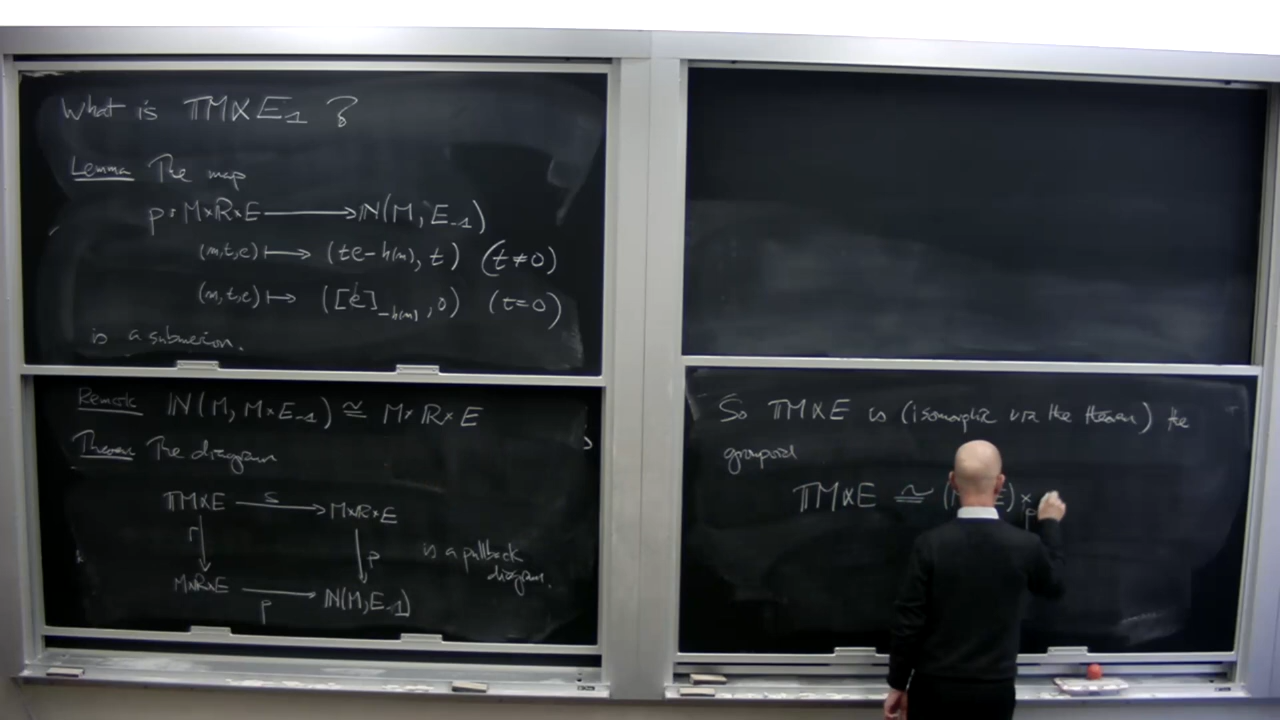 What is 𝕋M⋊E₁ ?
Lemma The map
p : M×ℝ×E ⟶ ℕ(M, E₋₁)
(m,t,e) ⟼ (te−h(m), t) (t≠0)
(m,t,e) ⟼ ([e]₋ₕ₍ₘ₎, 0) (t=0)
is a submersion.
Remark ℕ(M, M×E₋₁) ≅ M×ℝ×E
Theorem The diagram
𝕋M⋊E —s⟶ M×ℝ×E
r ↓ ↓ p is a pullback
diagram.
M×ℝ×E —p⟶ ℕ(M,E₋₁)
So 𝕋M⋊E is (isomorphic via the theorem) the
groupoid
𝕋M⋊E ≅ ( E) × p